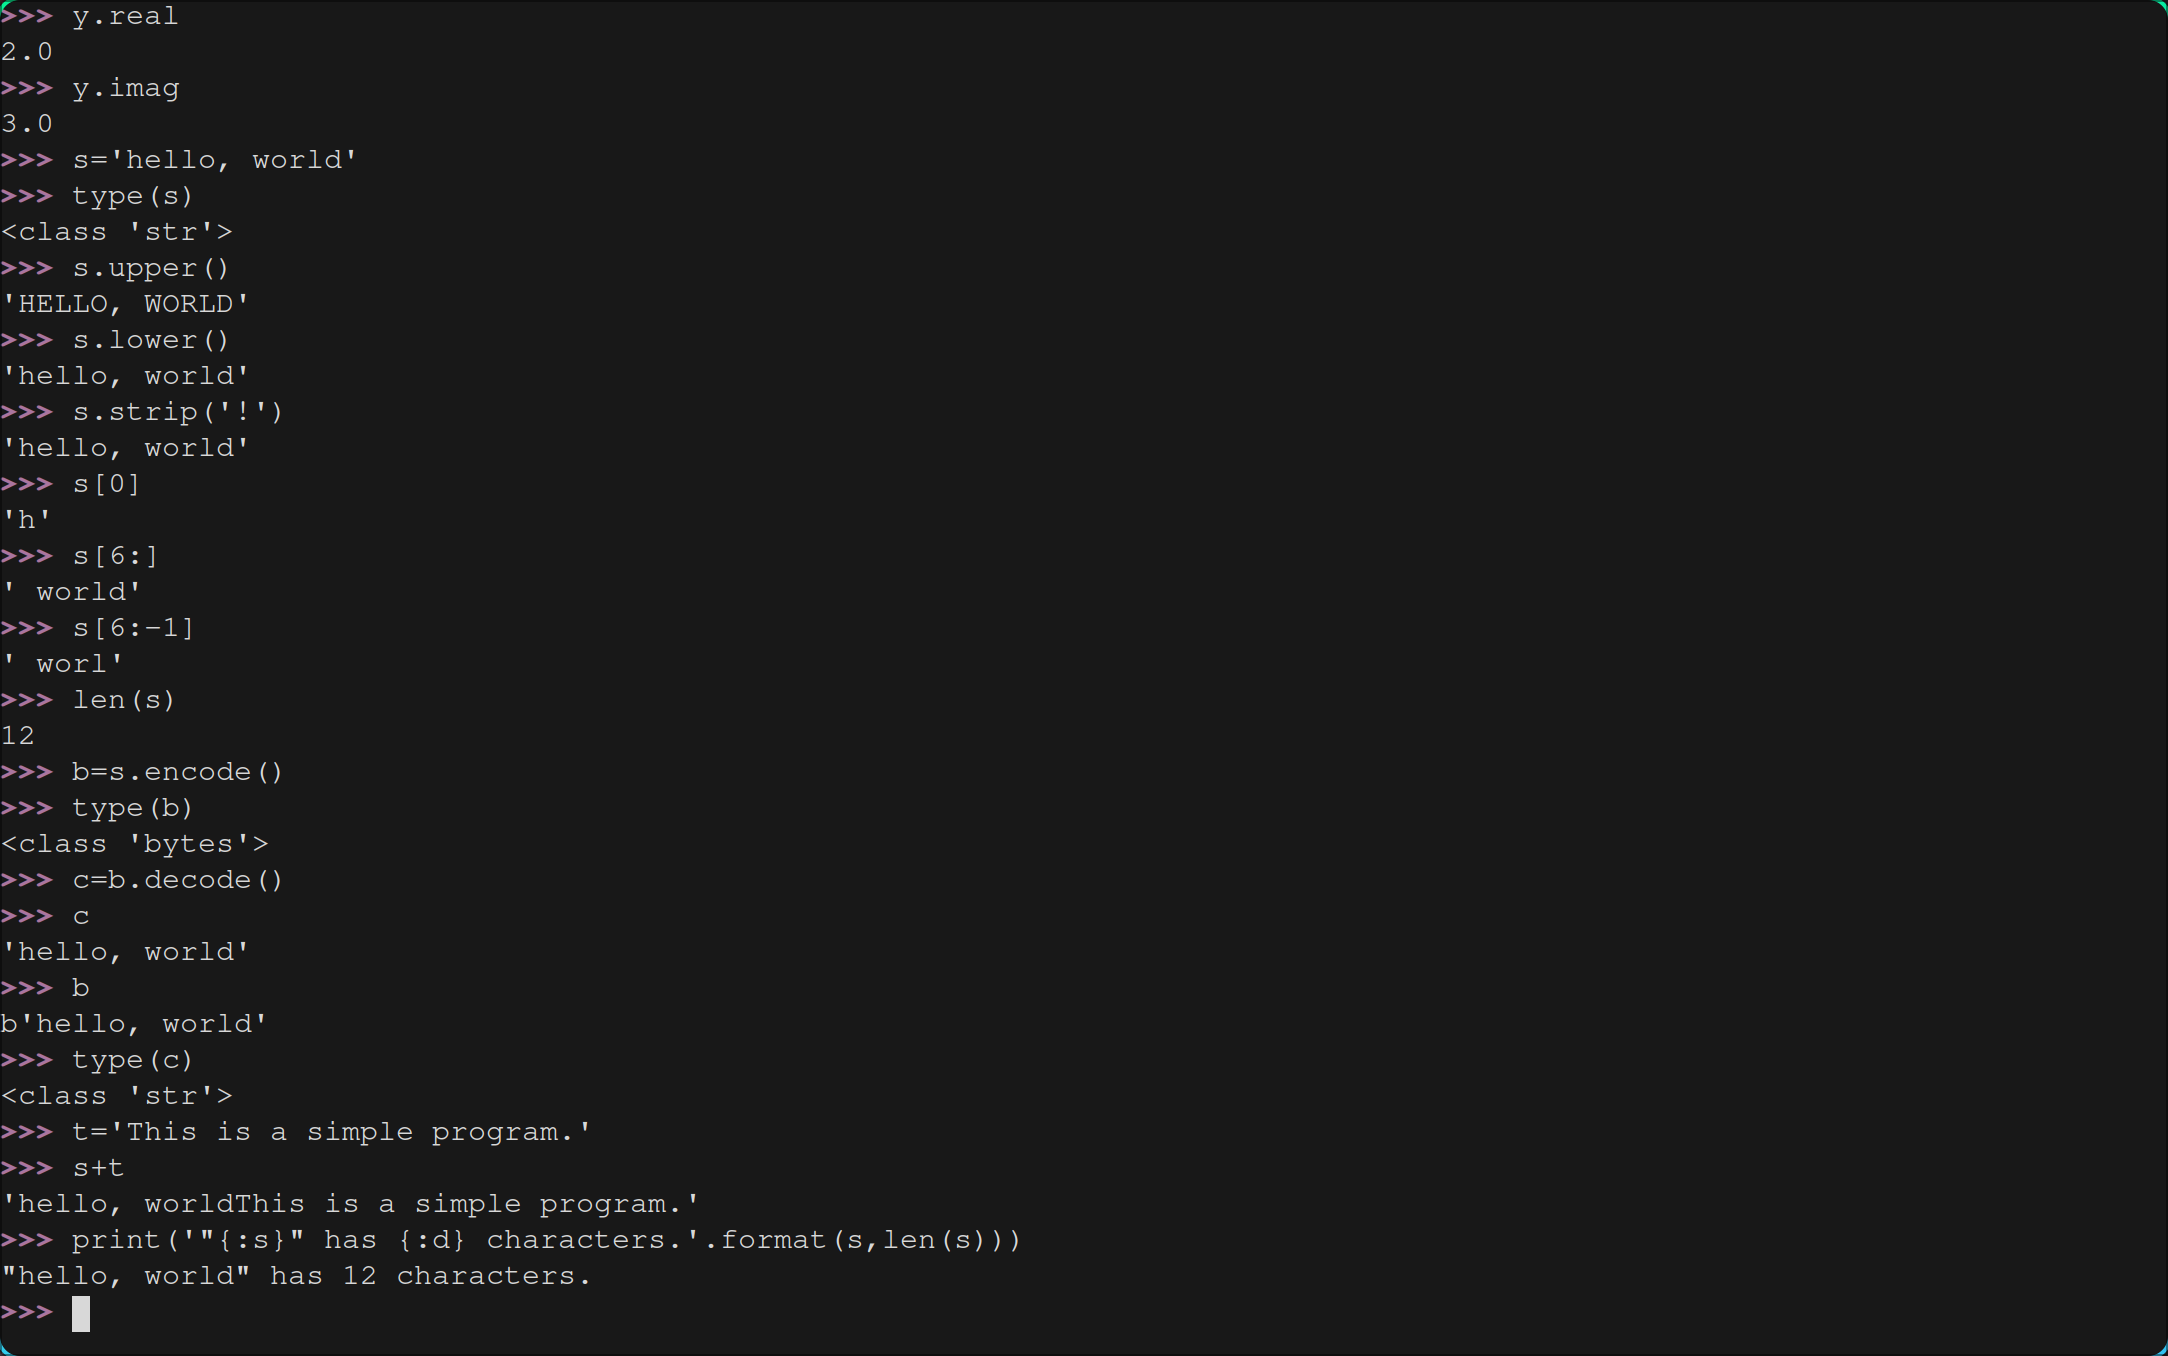 >>> y.real
2.0
>>> y.imag
3.0
>>> s='hello, world'
>>> type(s)
<class 'str'>
>>> s.upper()
'HELLO, WORLD'
>>> s.lower()
'hello, world'
>>> s.strip('!')
'hello, world'
>>> s[0]
'h'
>>> s[6:]
' world'
>>> s[6:-1]
' worl'
>>> len(s)
12
>>> b=s.encode()
>>> type(b)
<class 'bytes'>
>>> c=b.decode()
>>> c
'hello, world'
>>> b
b'hello, world'
>>> type(c)
<class 'str'>
>>> t='This is a simple program.'
>>> s+t
'hello, worldThis is a simple program.'
>>> print('"{:s}" has {:d} characters.'.format(s,len(s)))
"hello, world" has 12 characters.
>>>